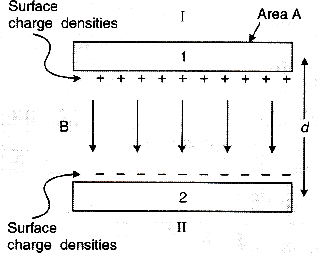 Surface
charge densities
I
Area A
1
+ + + + + + + + +
B
d
– – – – – – – – – –
2
Surface
charge densities
II